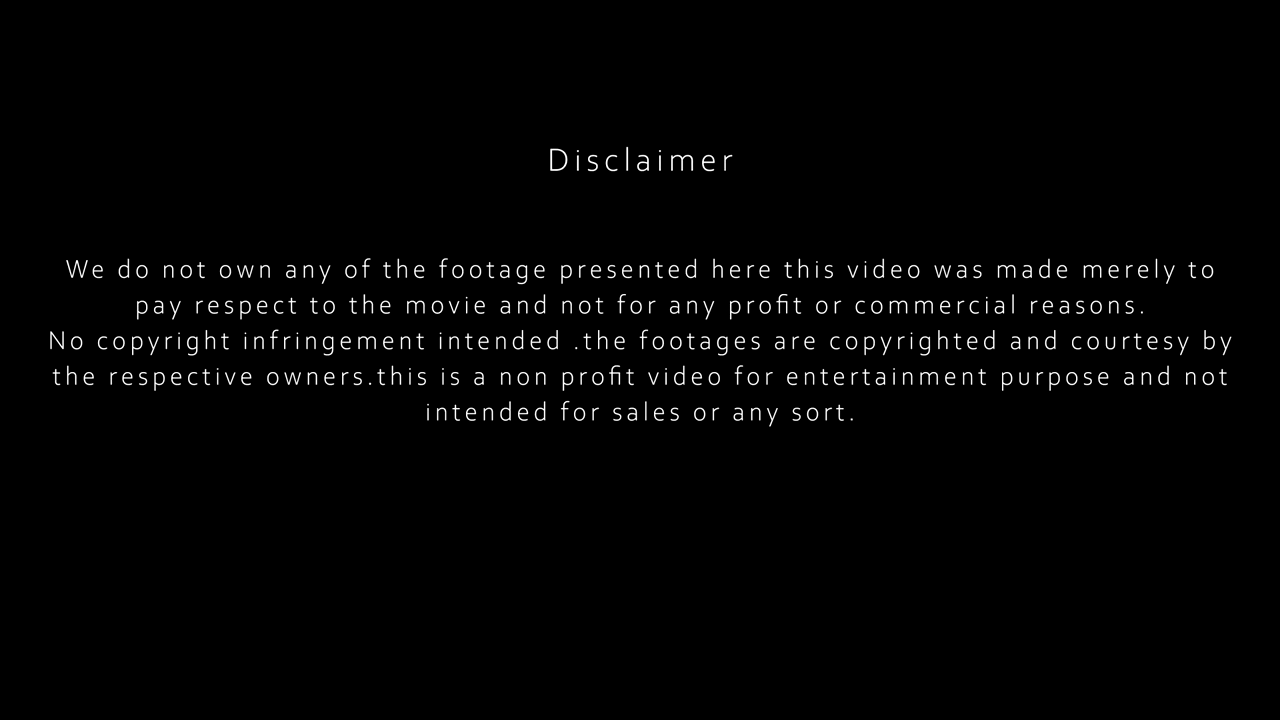 Disclaimer
We do not own any of the footage presented here this video was made merely to
pay respect to the movie and not for any profit or commercial reasons.
No copyright infringement intended .the footages are copyrighted and courtesy by
the respective owners.this is a non profit video for entertainment purpose and not
intended for sales or any sort.